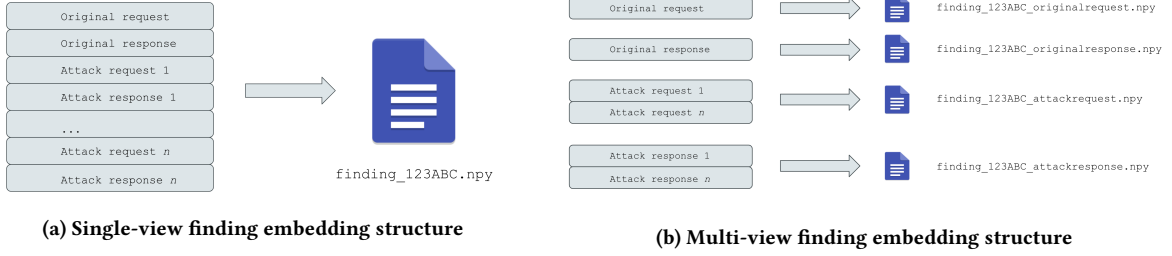 Original request
Original response
Attack request 1
Attack response 1
...
Attack request n
Attack response n
finding_123ABC.npy
(a) Single-view finding embedding structure
Original request
finding_123ABC_originalrequest.npy
Original response
finding_123ABC_originalresponse.npy
Attack request 1
Attack request n
finding_123ABC_attackrequest.npy
Attack response 1
Attack response n
finding_123ABC_attackresponse.npy
(b) Multi-view finding embedding structure